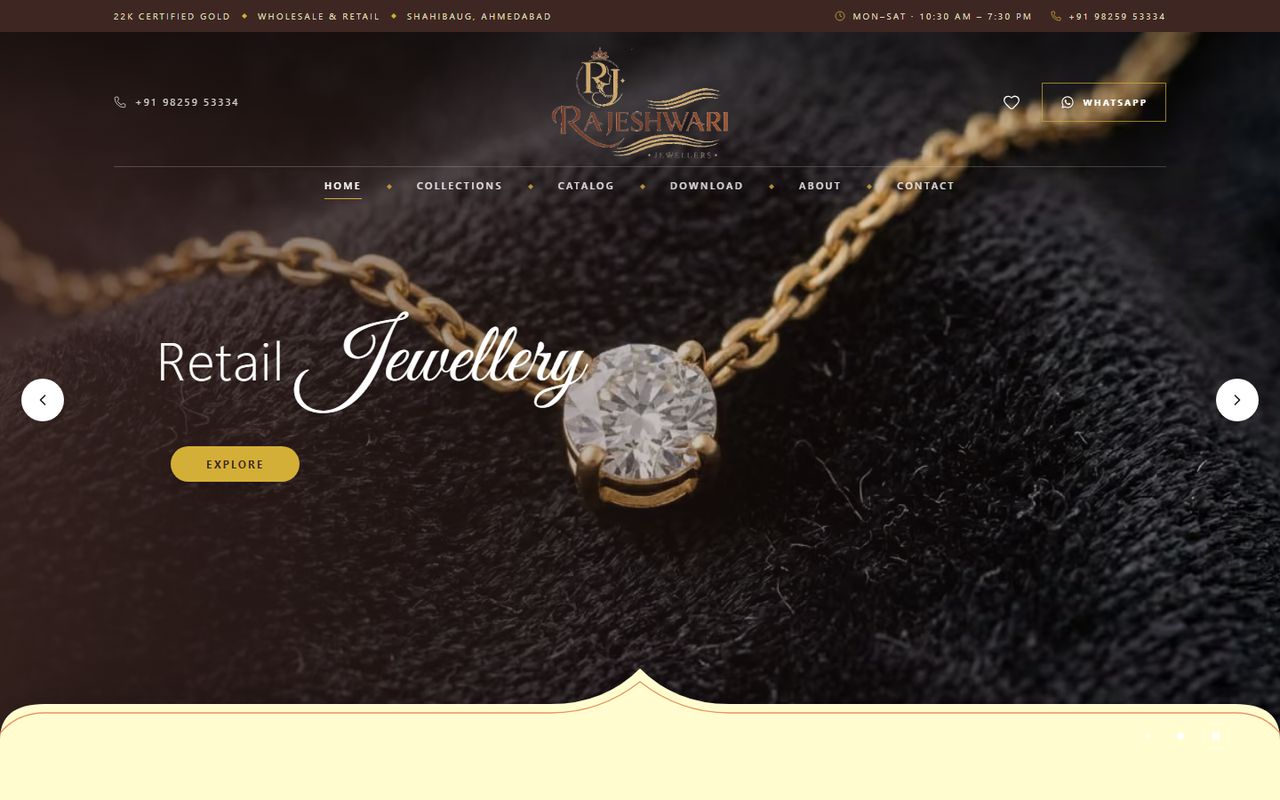 22K CERTIFIED GOLD ◆ WHOLESALE & RETAIL ◆ SHAHIBAUG, AHMEDABAD
MON–SAT · 10:30 AM – 7:30 PM
+91 98259 53334
+91 98259 53334
RJ
RAJESHWARI
• JEWELLERS •
WHATSAPP
HOME ◆ COLLECTIONS ◆ CATALOG ◆ DOWNLOAD ◆ ABOUT ◆ CONTACT
Retail Jewellery
EXPLORE